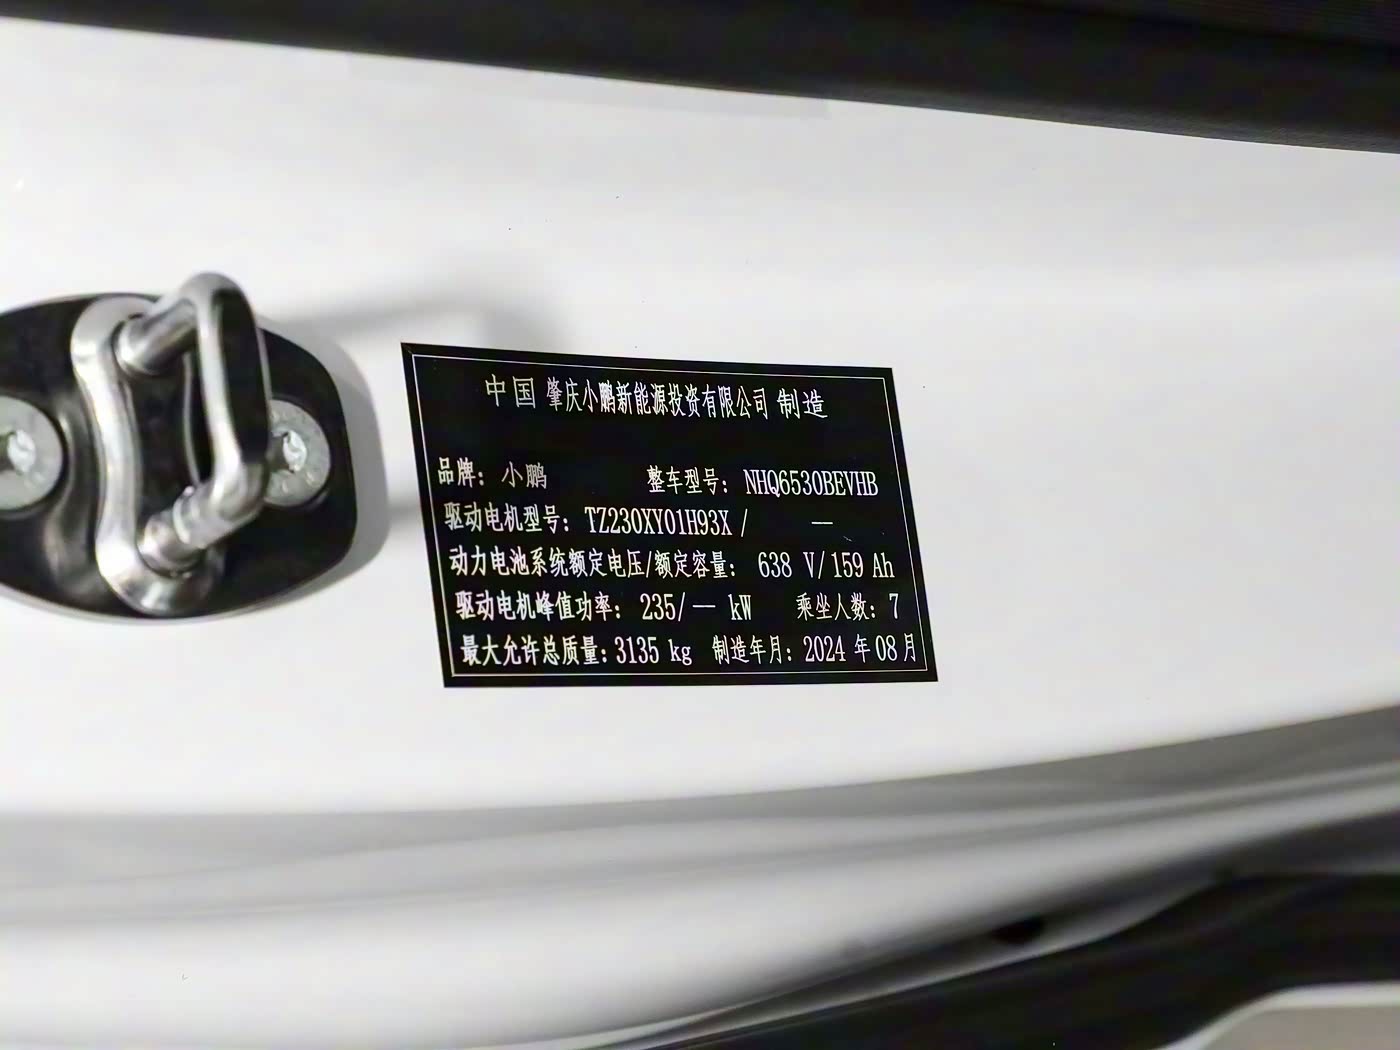 中国 肇庆小鹏新能源投资有限公司 制造
品牌: 小鹏 整车型号: NHQ6530BEVHB
驱动电机型号: TZ230XY01H93X / —
动力电池系统额定电压/额定容量: 638 V/159 Ah
驱动电机峰值功率: 235/— kW 乘坐人数: 7
最大允许总质量: 3135 kg 制造年月: 2024 年 08 月